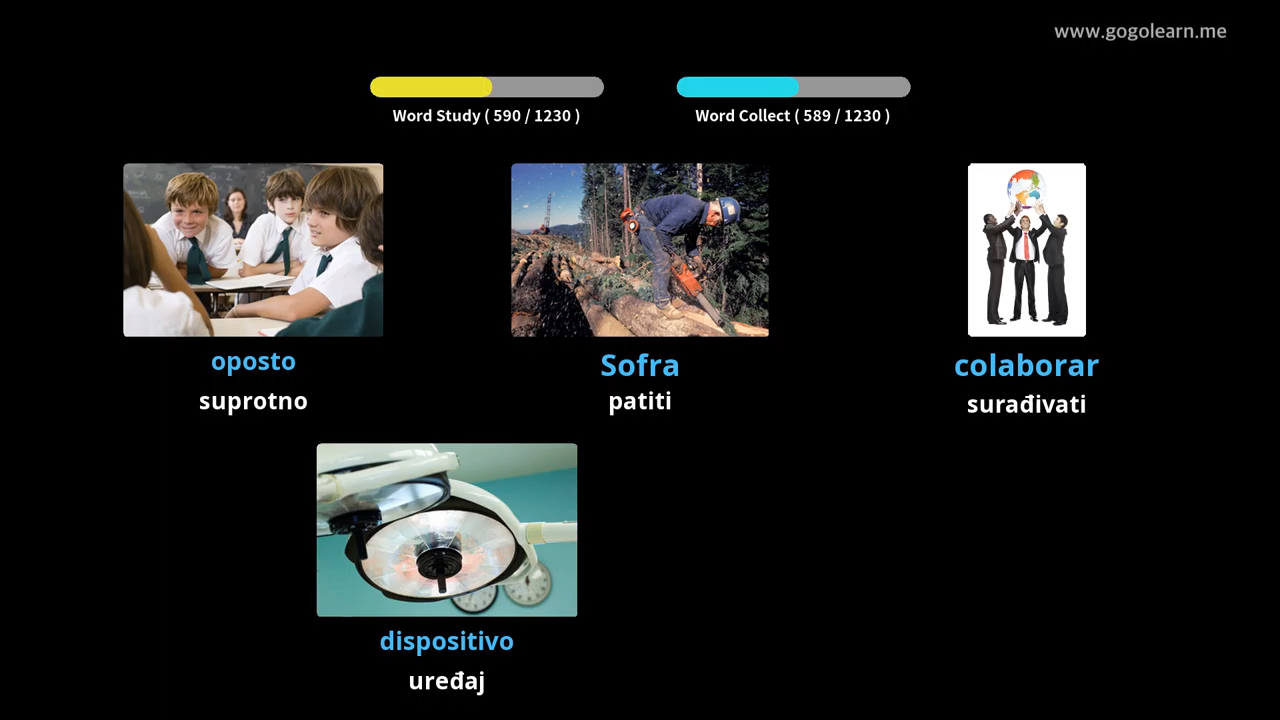 www.gogolearn.me
Word Study ( 590 / 1230 )
Word Collect ( 589 / 1230 )
oposto
suprotno
Sofra
patiti
colaborar
surađivati
dispositivo
uređaj